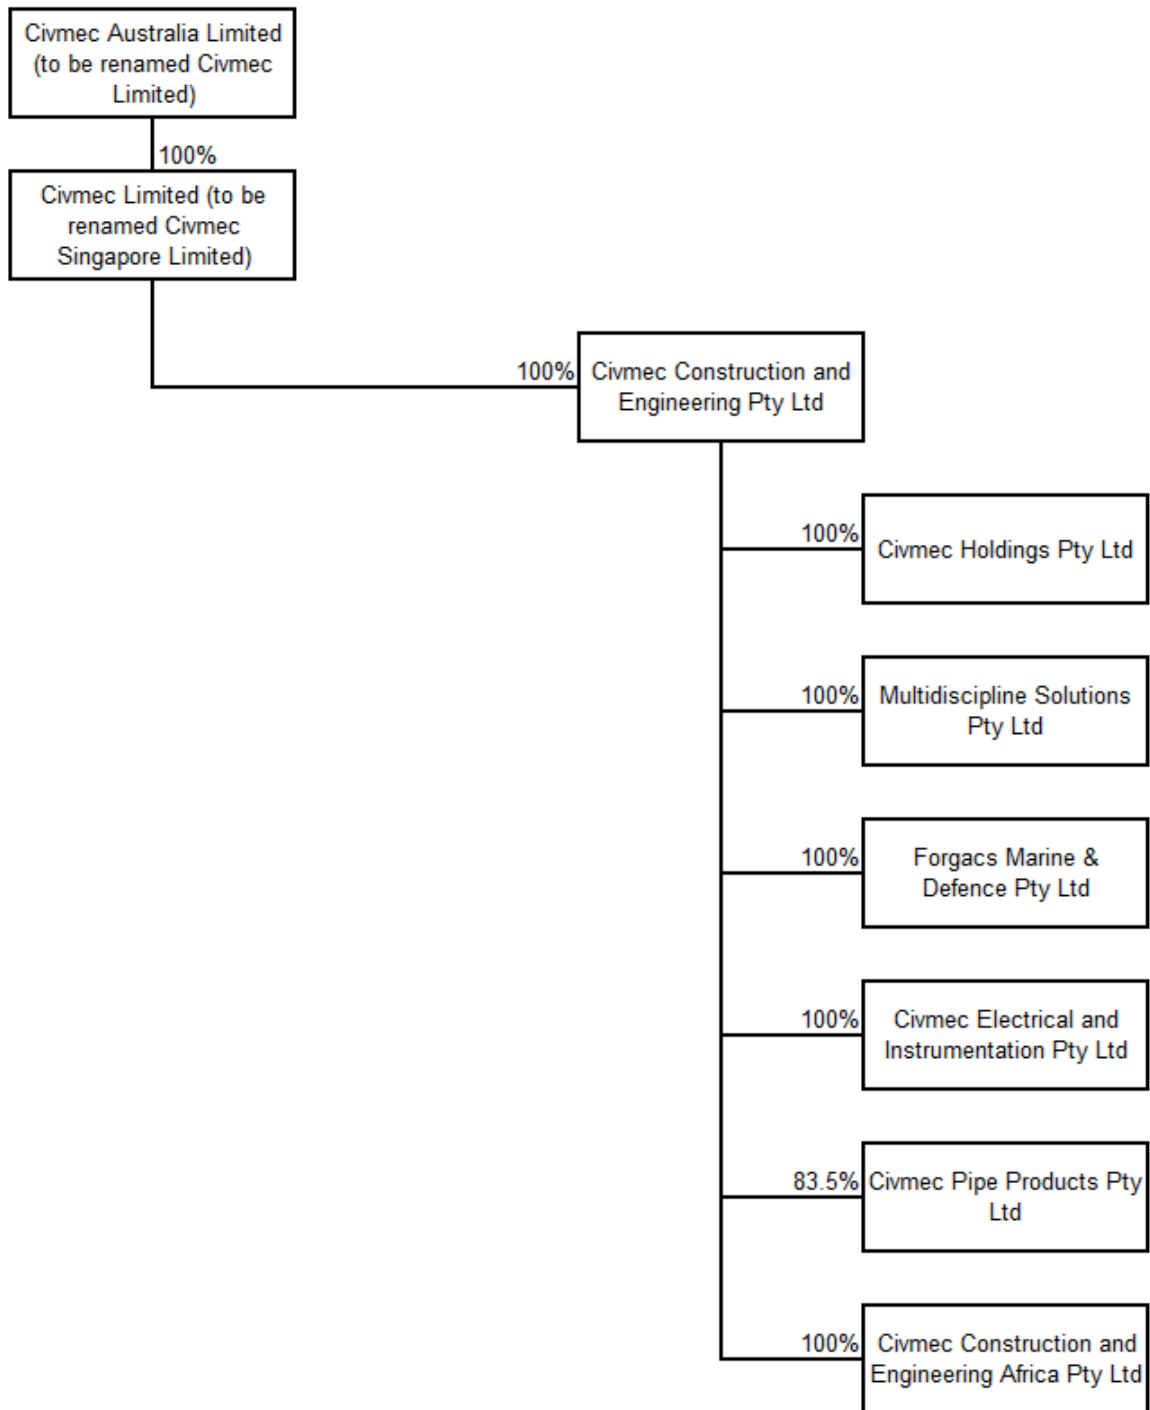 Civmec Australia Limited
(to be renamed Civmec
Limited)
100%
Civmec Limited (to be
renamed Civmec
Singapore Limited)
100%
Civmec Construction and
Engineering Pty Ltd
100%
Civmec Holdings Pty Ltd
100%
Multidiscipline Solutions
Pty Ltd
100%
Forgacs Marine &
Defence Pty Ltd
100%
Civmec Electrical and
Instrumentation Pty Ltd
83.5%
Civmec Pipe Products Pty
Ltd
100%
Civmec Construction and
Engineering Africa Pty Ltd